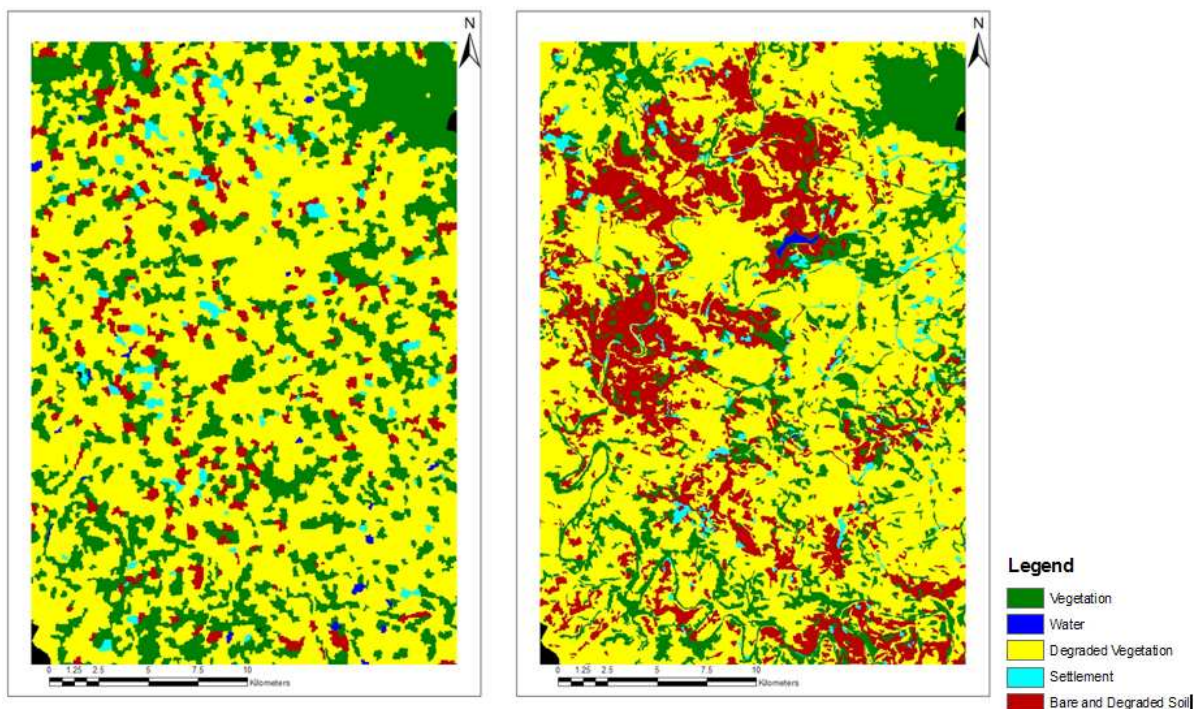 N
N
0 1.25 2.5 5 7.5 10
Kilometers
0 1.25 2.5 5 7.5 10
Kilometers
Legend
Vegetation
Water
Degraded Vegetation
Settlement
Bare and Degraded Soil